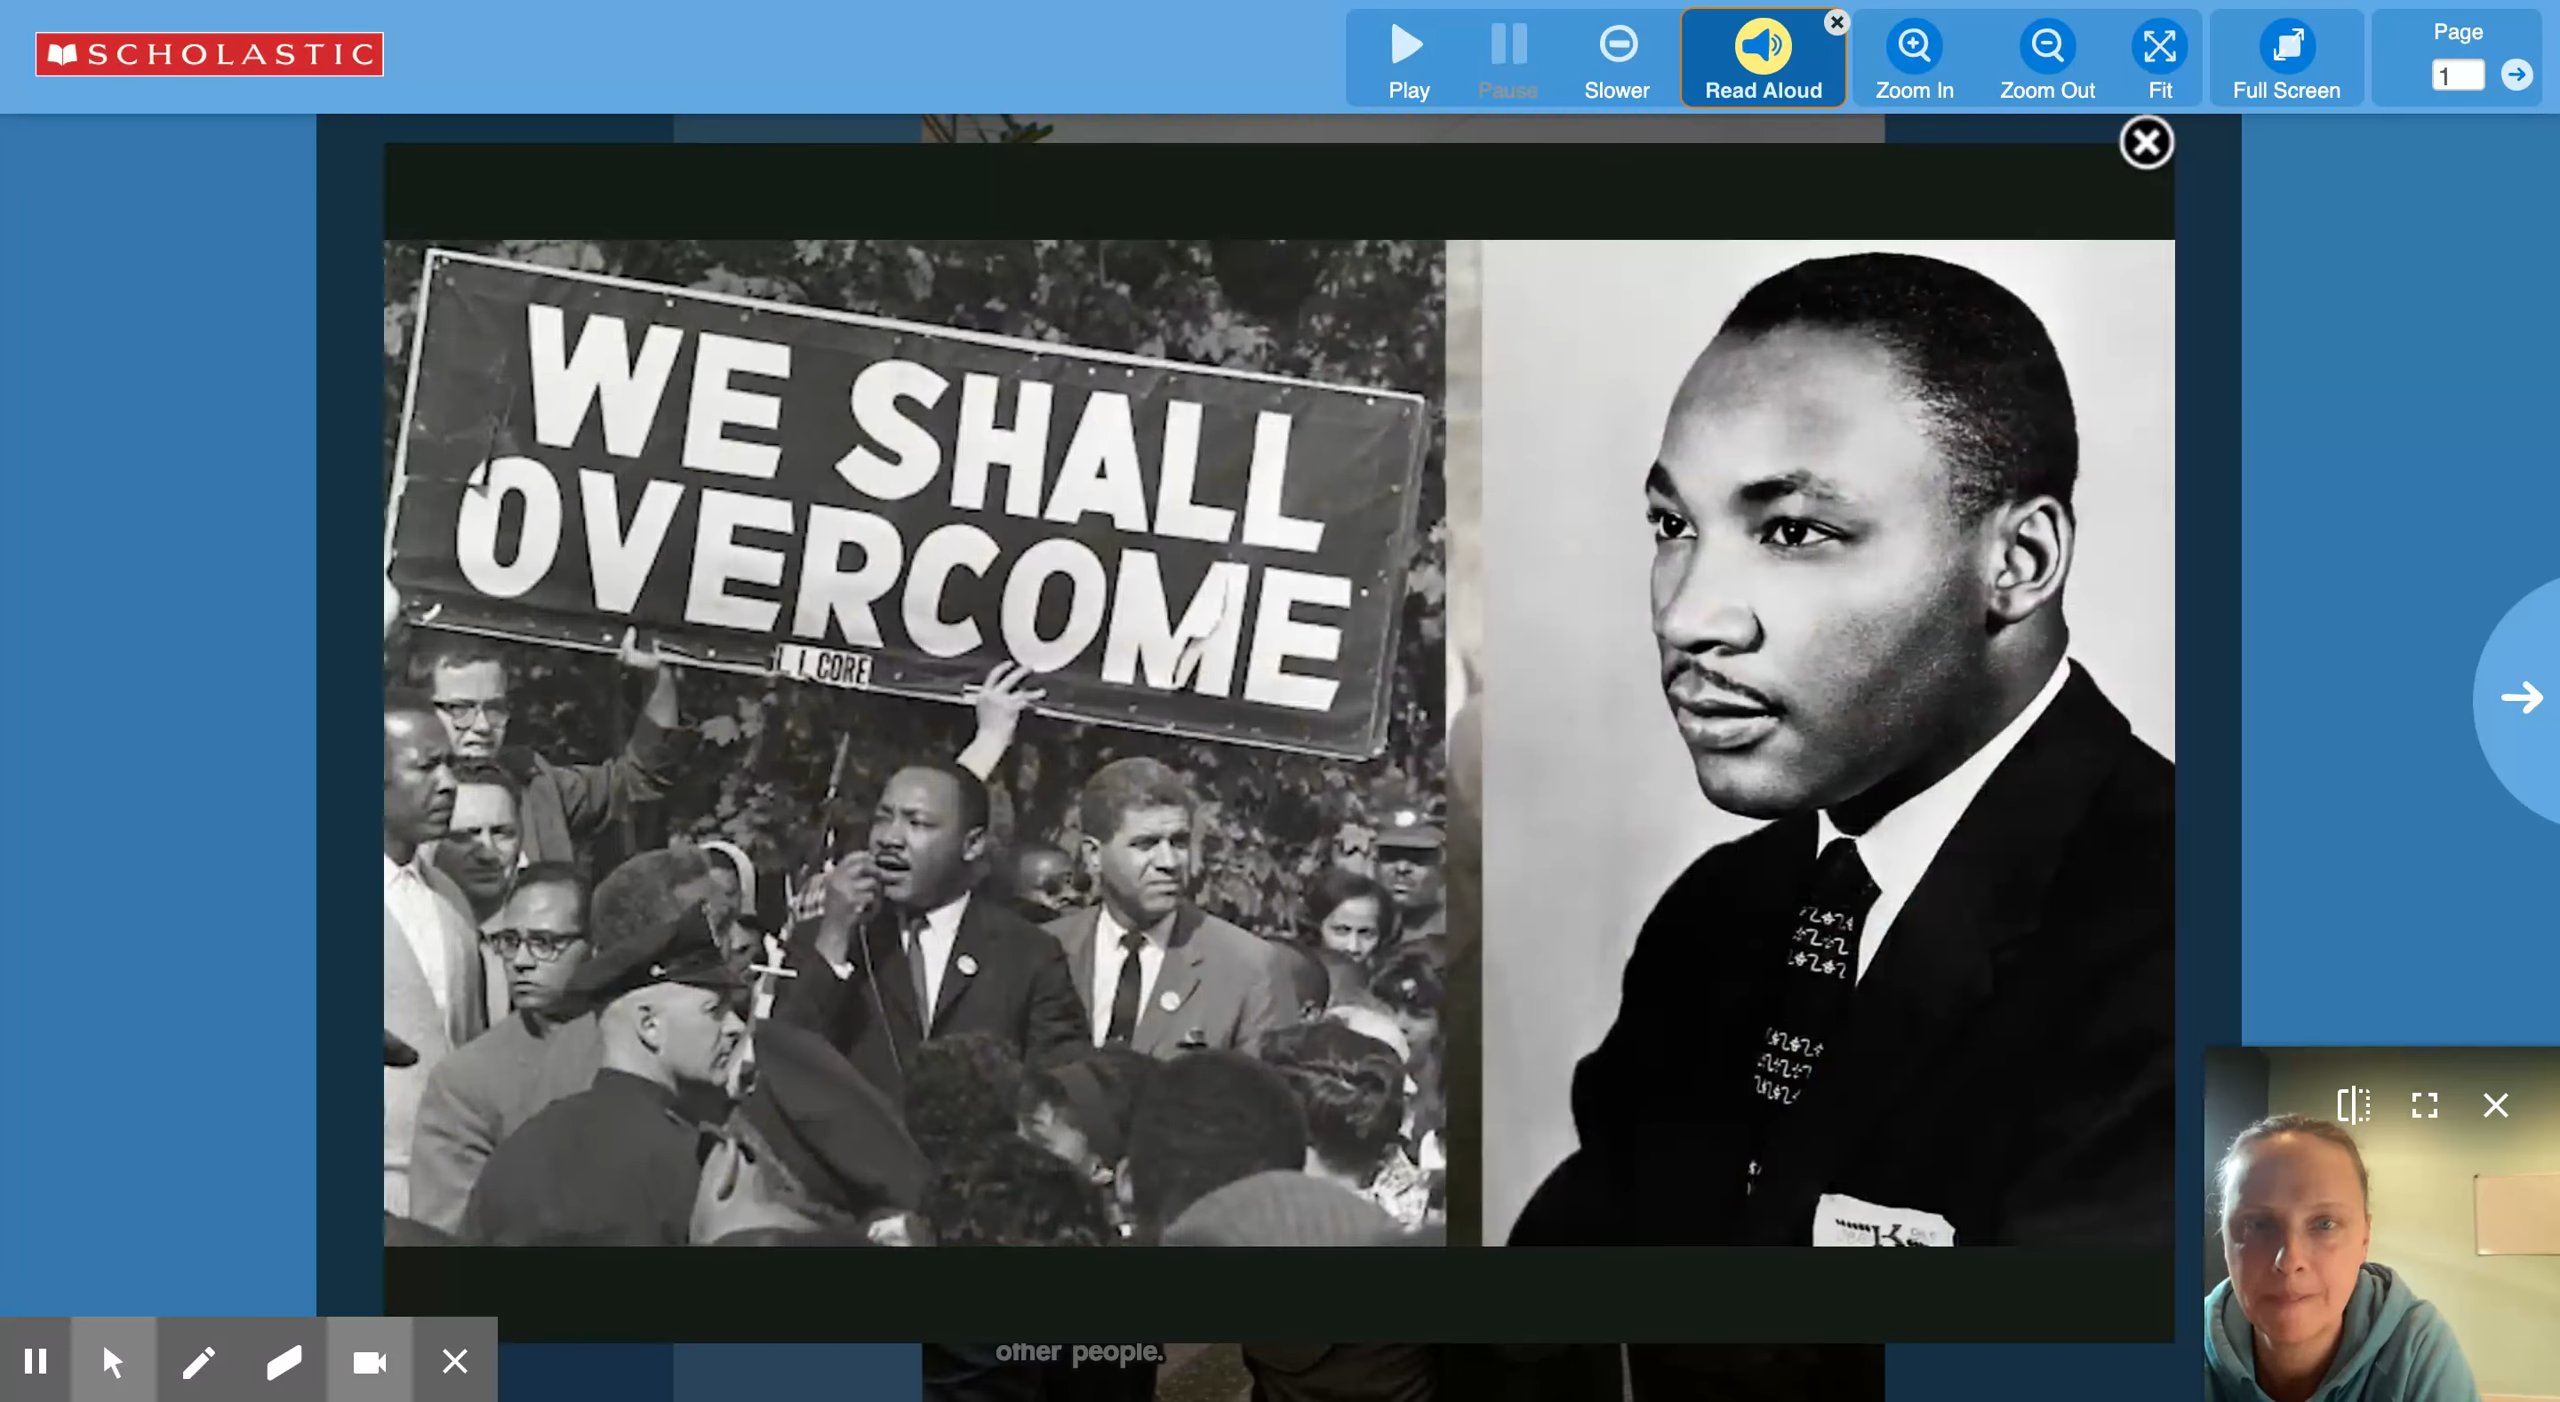 SCHOLASTIC
Play
Pause
Slower
Read Aloud
Zoom In
Zoom Out
Fit
Full Screen
Page
1
WE SHALL
OVERCOME
L.I. CORE
other people.